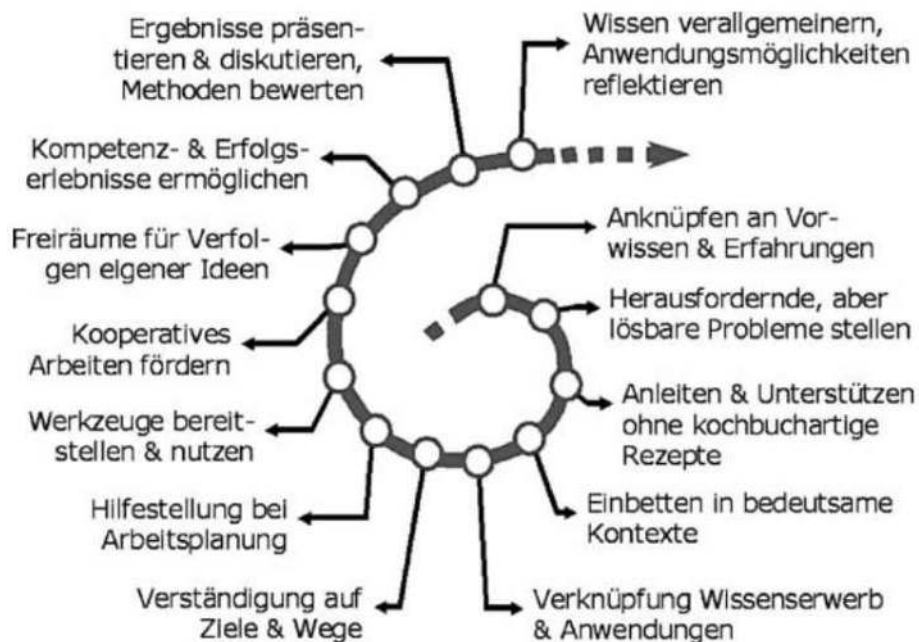 Ergebnisse präsen-
tieren & diskutieren,
Methoden bewerten
Wissen verallgemeinern,
Anwendungsmöglichkeiten
reflektieren
Kompetenz- & Erfolgs-
erlebnisse ermöglichen
Freiräume für Verfol-
gen eigener Ideen
Kooperatives
Arbeiten fördern
Werkzeuge bereit-
stellen & nutzen
Hilfestellung bei
Arbeitsplanung
Verständigung auf
Ziele & Wege
Anknüpfen an Vor-
wissen & Erfahrungen
Herausfordernde, aber
lösbare Probleme stellen
Anleiten & Unterstützen
ohne kochbuchartige
Rezepte
Einbetten in bedeutsame
Kontexte
Verknüpfung Wissenserwerb
& Anwendungen